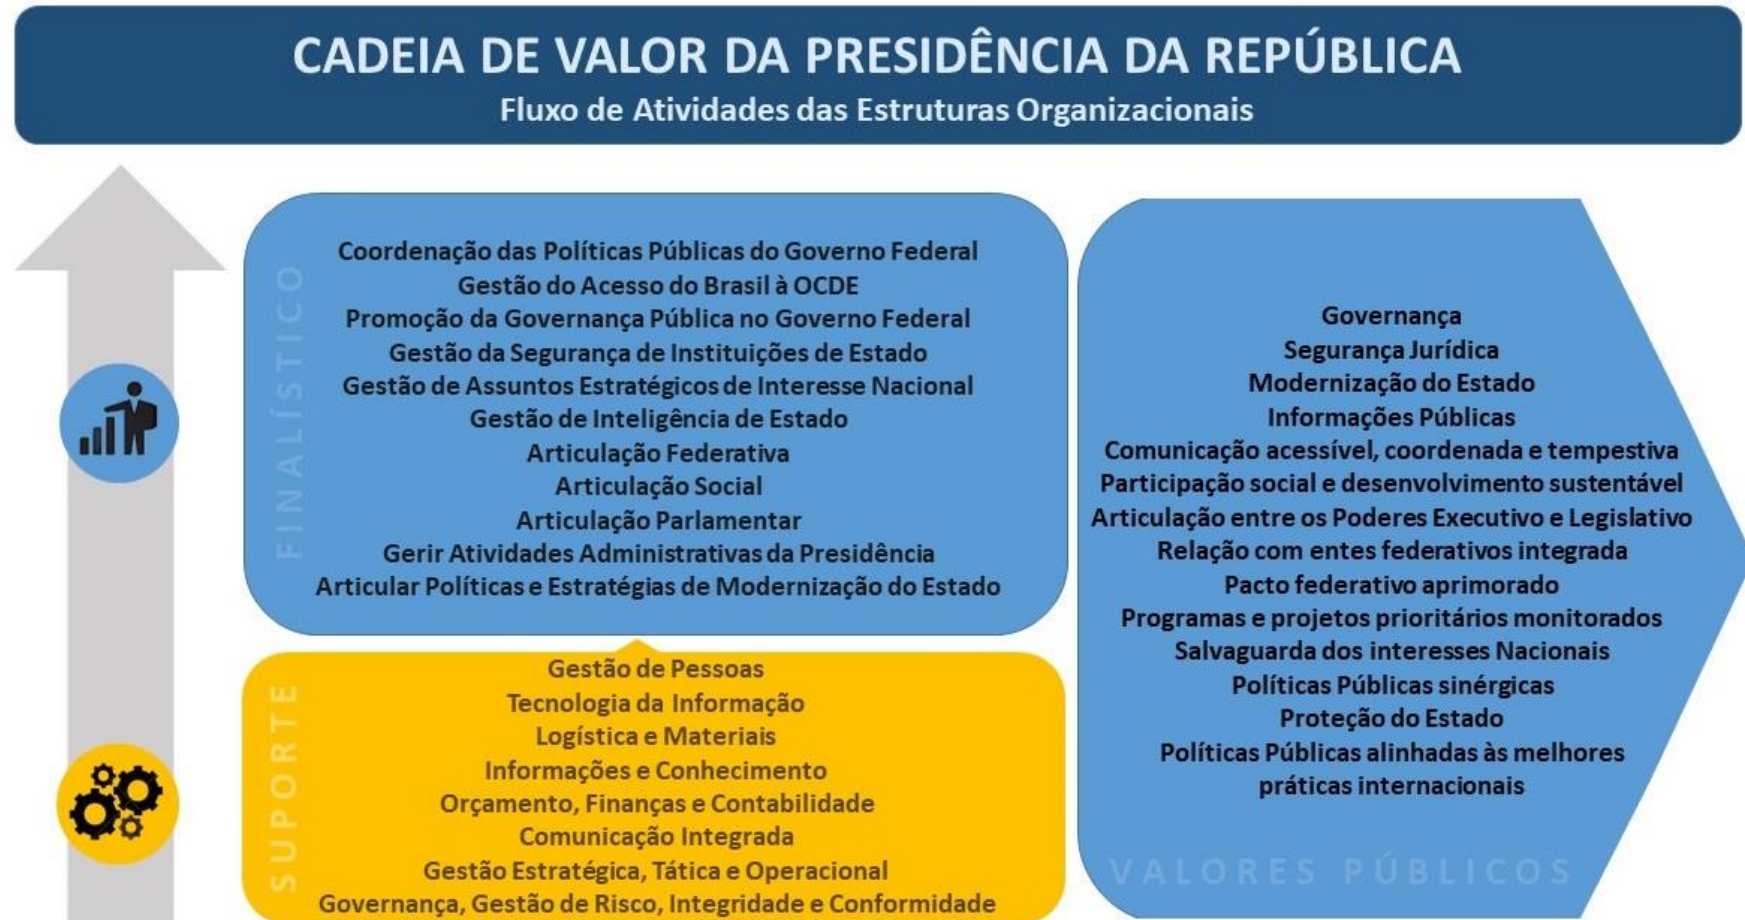 CADEIA DE VALOR DA PRESIDÊNCIA DA REPÚBLICA
Fluxo de Atividades das Estruturas Organizacionais
FINALÍSTICO
Coordenação das Políticas Públicas do Governo Federal
Gestão do Acesso do Brasil à OCDE
Promoção da Governança Pública no Governo Federal
Gestão da Segurança de Instituições de Estado
Gestão de Assuntos Estratégicos de Interesse Nacional
Gestão de Inteligência de Estado
Articulação Federativa
Articulação Social
Articulação Parlamentar
Gerir Atividades Administrativas da Presidência
Articular Políticas e Estratégias de Modernização do Estado
SUPORTE
Gestão de Pessoas
Tecnologia da Informação
Logística e Materiais
Informações e Conhecimento
Orçamento, Finanças e Contabilidade
Comunicação Integrada
Gestão Estratégica, Tática e Operacional
Governança, Gestão de Risco, Integridade e Conformidade
Governança
Segurança Jurídica
Modernização do Estado
Informações Públicas
Comunicação acessível, coordenada e tempestiva
Participação social e desenvolvimento sustentável
Articulação entre os Poderes Executivo e Legislativo
Relação com entes federativos integrada
Pacto federativo aprimorado
Programas e projetos prioritários monitorados
Salvaguarda dos interesses Nacionais
Políticas Públicas sinérgicas
Proteção do Estado
Políticas Públicas alinhadas às melhores
práticas internacionais
VALORES PÚBLICOS